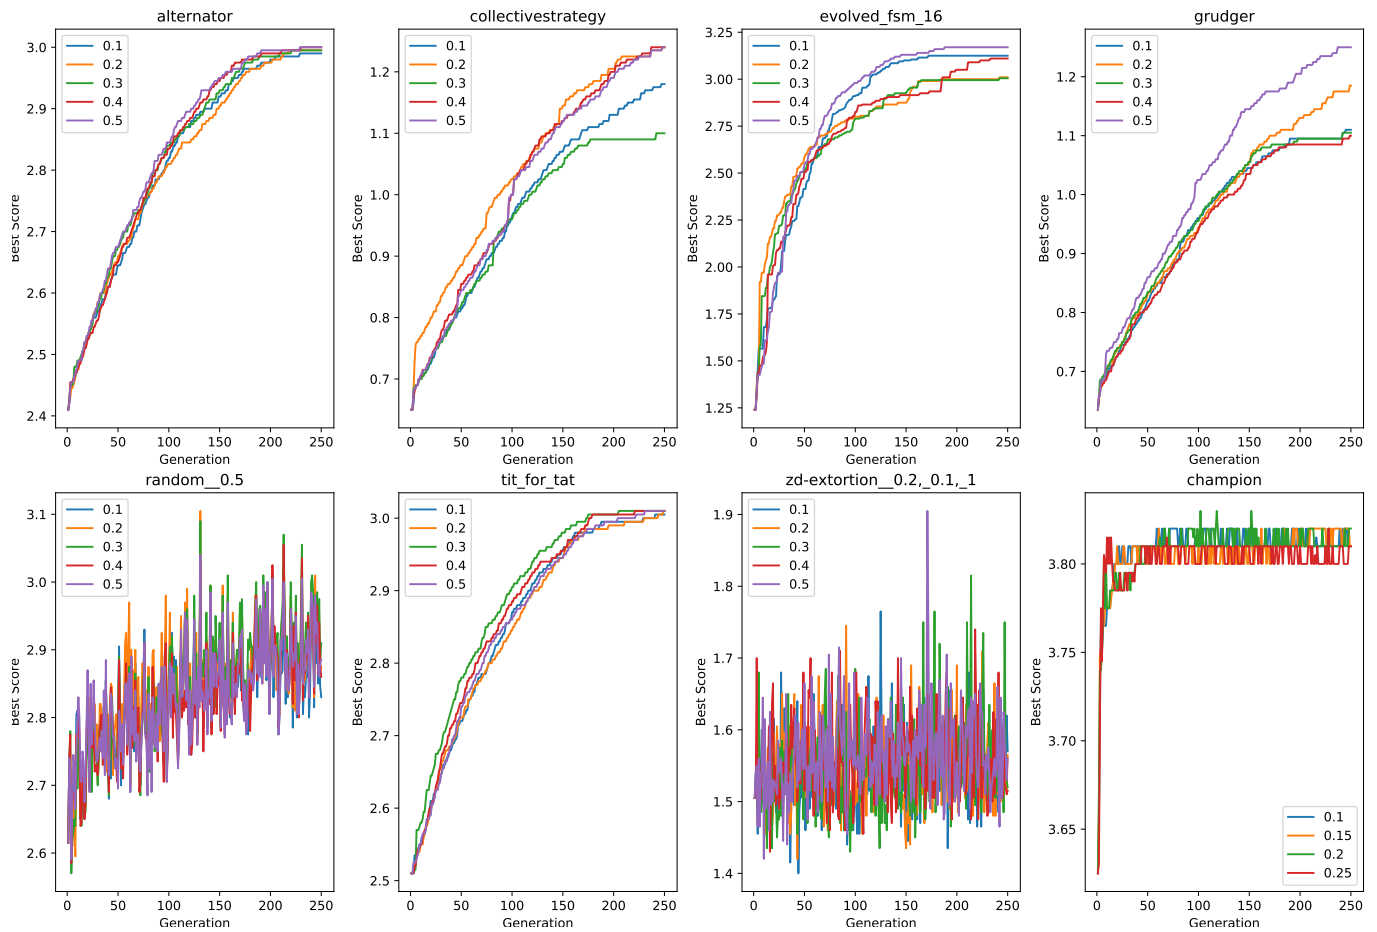 alternator
3.0
2.9
2.8
2.7
2.6
2.5
2.4
0 50 100 150 200 250
Generation
Best Score
0.1
0.2
0.3
0.4
0.5
collectivestrategy
1.2
1.1
1.0
0.9
0.8
0.7
0 50 100 150 200 250
Generation
Best Score
0.1
0.2
0.3
0.4
0.5
evolved_fsm_16
3.25
3.00
2.75
2.50
2.25
2.00
1.75
1.50
1.25
0 50 100 150 200 250
Generation
Best Score
0.1
0.2
0.3
0.4
0.5
grudger
1.2
1.1
1.0
0.9
0.8
0.7
0 50 100 150 200 250
Generation
Best Score
0.1
0.2
0.3
0.4
0.5
random__0.5
3.1
3.0
2.9
2.8
2.7
2.6
0 50 100 150 200 250
Generation
Best Score
0.1
0.2
0.3
0.4
0.5
tit_for_tat
3.0
2.9
2.8
2.7
2.6
2.5
0 50 100 150 200 250
Generation
Best Score
0.1
0.2
0.3
0.4
0.5
zd-extortion__0.2,_0.1,_1
1.9
1.8
1.7
1.6
1.5
1.4
0 50 100 150 200 250
Generation
Best Score
0.1
0.2
0.3
0.4
0.5
champion
3.80
3.75
3.70
3.65
0 50 100 150 200 250
Generation
Best Score
0.1
0.15
0.2
0.25